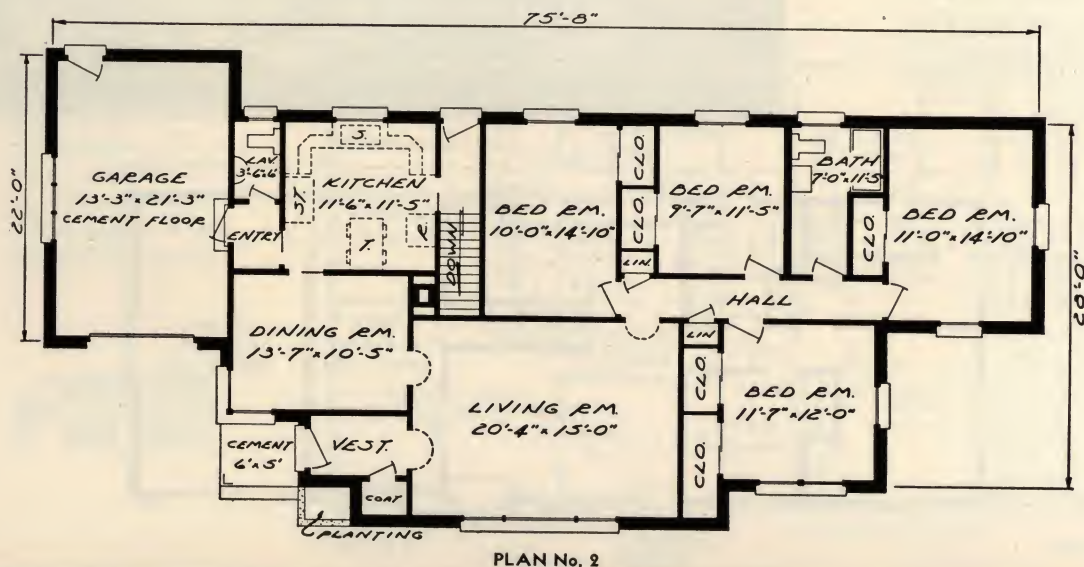 75'-8"
22'-0"
GARAGE
13'-3" x 21'-3"
CEMENT FLOOR
LAV.
3'-6"x6'
ENTRY
S.
KITCHEN
11'-6" x 11'-5"
ST.
T.
R.
DOWN
BED RM.
10'-0" x 14'-10"
CLO.
CLO.
LIN.
BED RM.
9'-7" x 11'-5"
BATH
7'-0" x 11'-5
CLO.
BED RM.
11'-0" x 14'-10"
28'-0"
HALL
DINING RM.
13'-7" x 10'-5"
LIVING RM.
20'-4" x 15'-0"
LIN
CLO.
CLO.
BED RM.
11'-7" x 12'-0"
CEMENT
6' x 5'
VEST.
COAT
PLANTING
PLAN No. 2